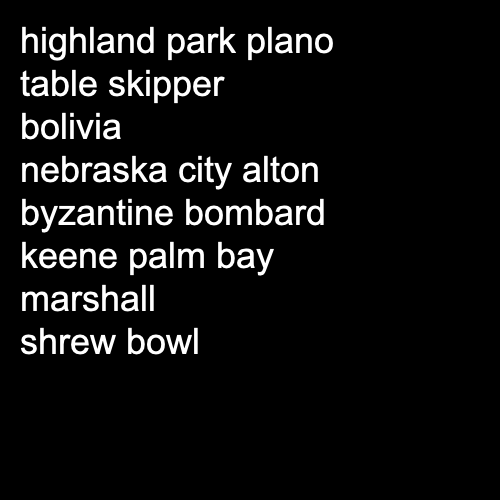 highland park plano
table skipper
bolivia
nebraska city alton
byzantine bombard
keene palm bay
marshall
shrew bowl